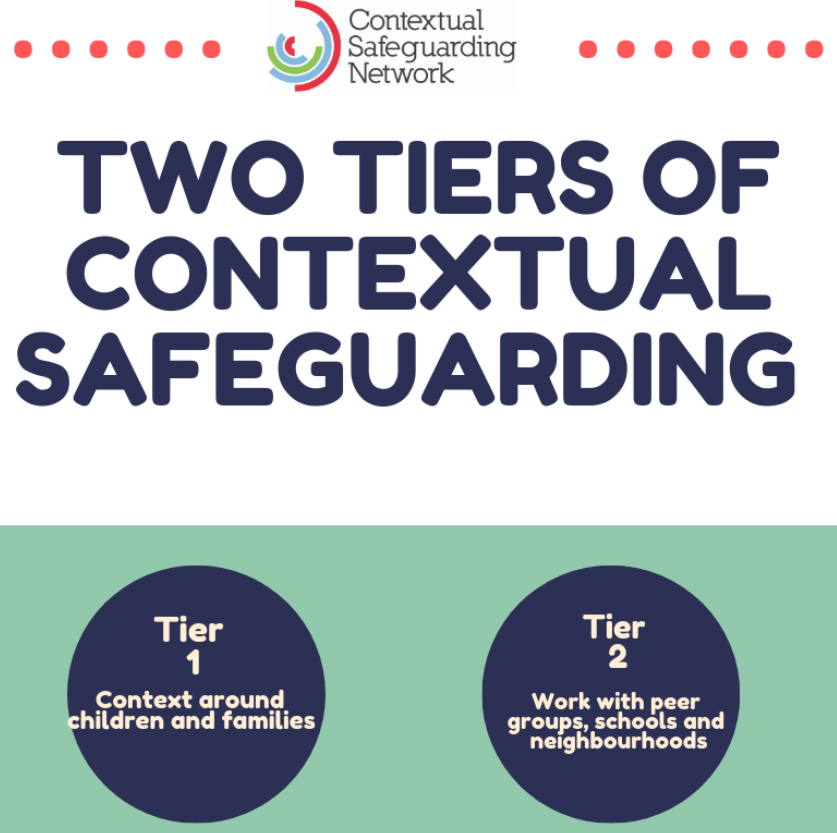 Contextual
Safeguarding
Network
TWO TIERS OF
CONTEXTUAL
SAFEGUARDING
Tier
1
Context around
children and families
Tier
2
Work with peer
groups, schools and
neighbourhoods